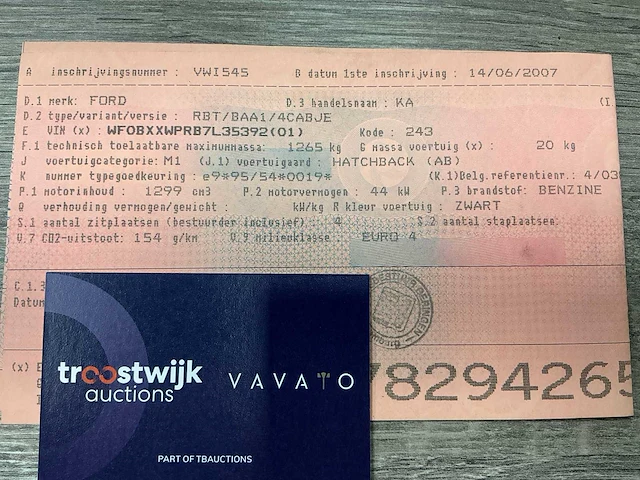 A inschrijvingsnummer : VWI545 B datum 1ste inschrijving : 14/06/2007
D.1 merk: FORD D.3 handelsnaam : KA (I.
D.2 type/variant/versie : RBT/BAA1/4CABJE
E VIN (x) : WF0BXXWPRB7L35392(01) Kode : 243
F.1 technisch toelaatbare maximummassa: 1265 kg G massa voertuig (x) : 20 kg
J voertuigcategorie: M1 (J.1) voertuigaard : HATCHBACK (AB)
K nummer typegoedkeuring : e9*95/54*0019* (K.1)Belg.referentienr.: 4/03
P.1 motorinhoud : 1299 cm3 P.2 motorvermogen : 44 kW P.3 brandstof: BENZINE
Q verhouding vermogen/gewicht : kW/kg R kleur voertuig : ZWART
S.1 aantal zitplaatsen (bestuurder inclusief) : 4 S.2 aantal staplaatsen:
V.7 CO2-uitstoot: 154 g/km V.9 milieuklasse EURO 4
C.1.3
Datum
(x) E
78294265
troostwijk
auctions
VAVATO
PART OF TBAUCTIONS